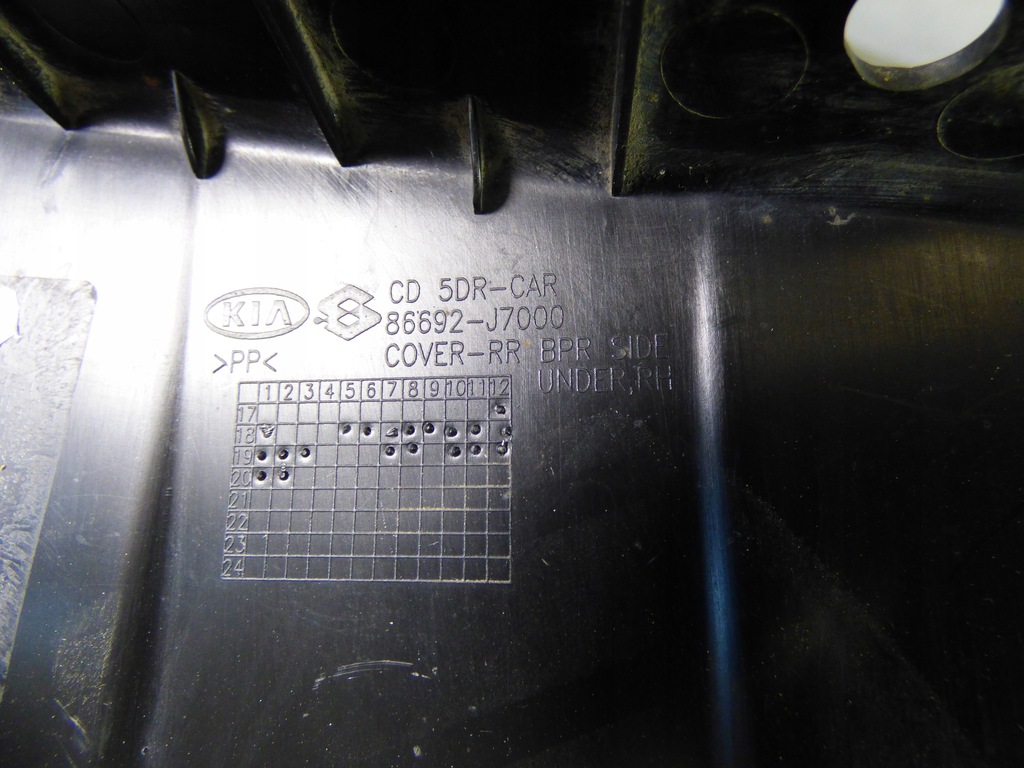 KIA
8
CD 5DR-CAR
86692-J7000
>PP<
COVER-RR BPR SIDE
UNDER,RH
1 2 3 4 5 6 7 8 9 10 11 12
17
18
19
20
21
22
23
24